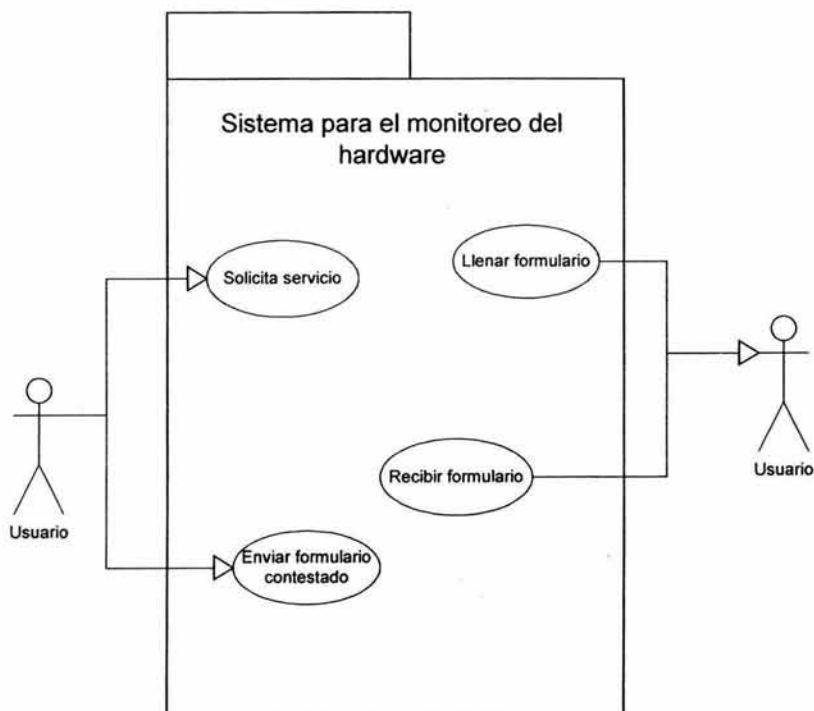 Sistema para el monitoreo del
hardware
Solicita servicio
Llenar formulario
Usuario
Recibir formulario
Usuario
Enviar formulario
contestado